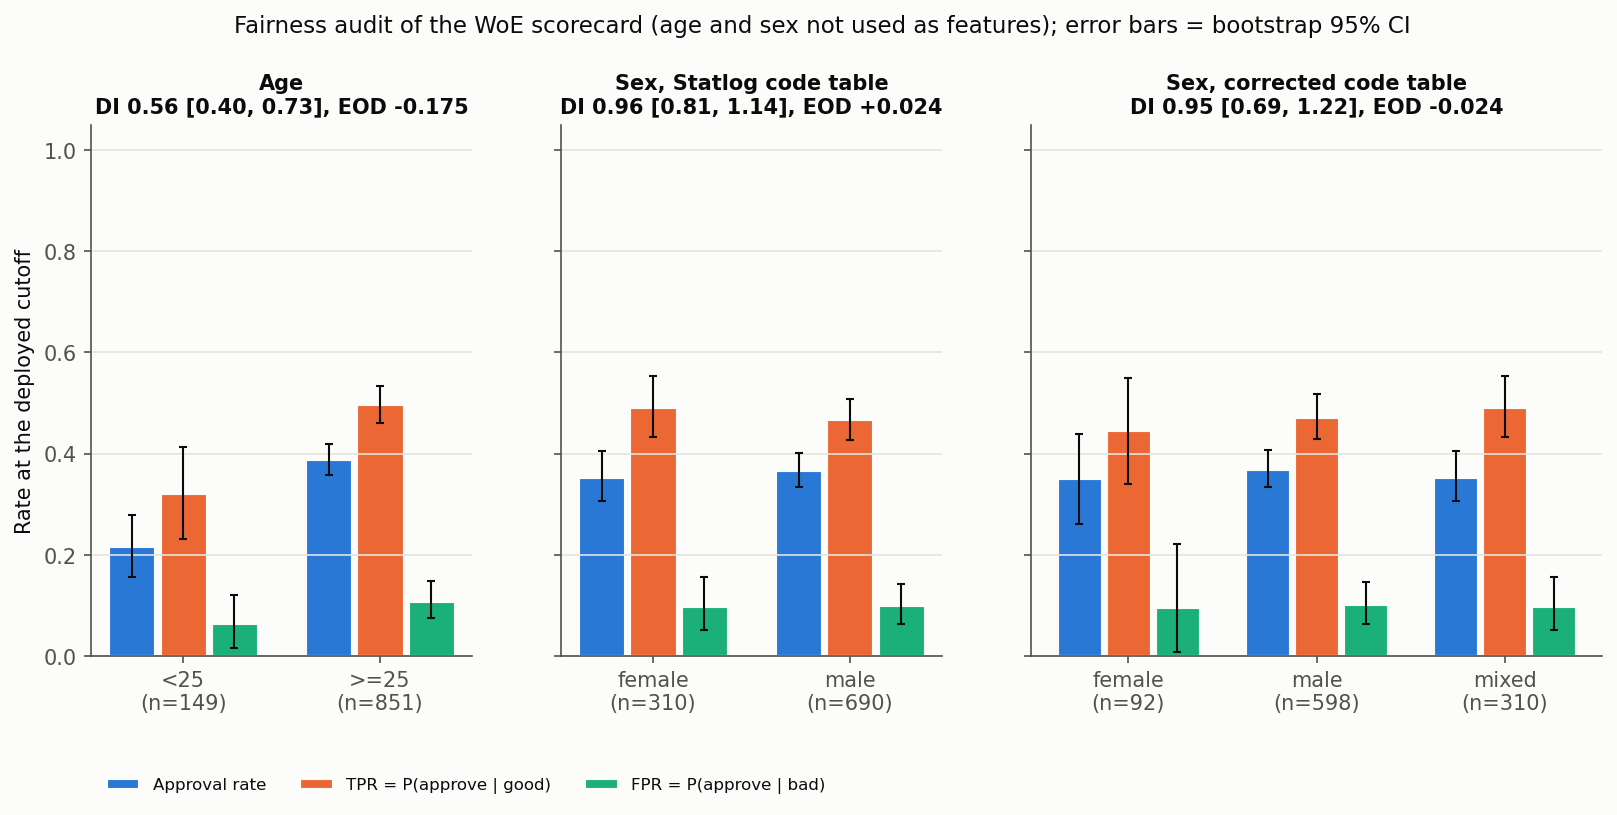 Fairness audit of the WoE scorecard (age and sex not used as features); error bars = bootstrap 95% CI
Age
DI 0.56 [0.40, 0.73], EOD -0.175
Sex, Statlog code table
DI 0.96 [0.81, 1.14], EOD +0.024
Sex, corrected code table
DI 0.95 [0.69, 1.22], EOD -0.024
Rate at the deployed cutoff
1.0
0.8
0.6
0.4
0.2
0.0
<25
(n=149)
>=25
(n=851)
female
(n=310)
male
(n=690)
female
(n=92)
male
(n=598)
mixed
(n=310)
Approval rate
TPR = P(approve | good)
FPR = P(approve | bad)